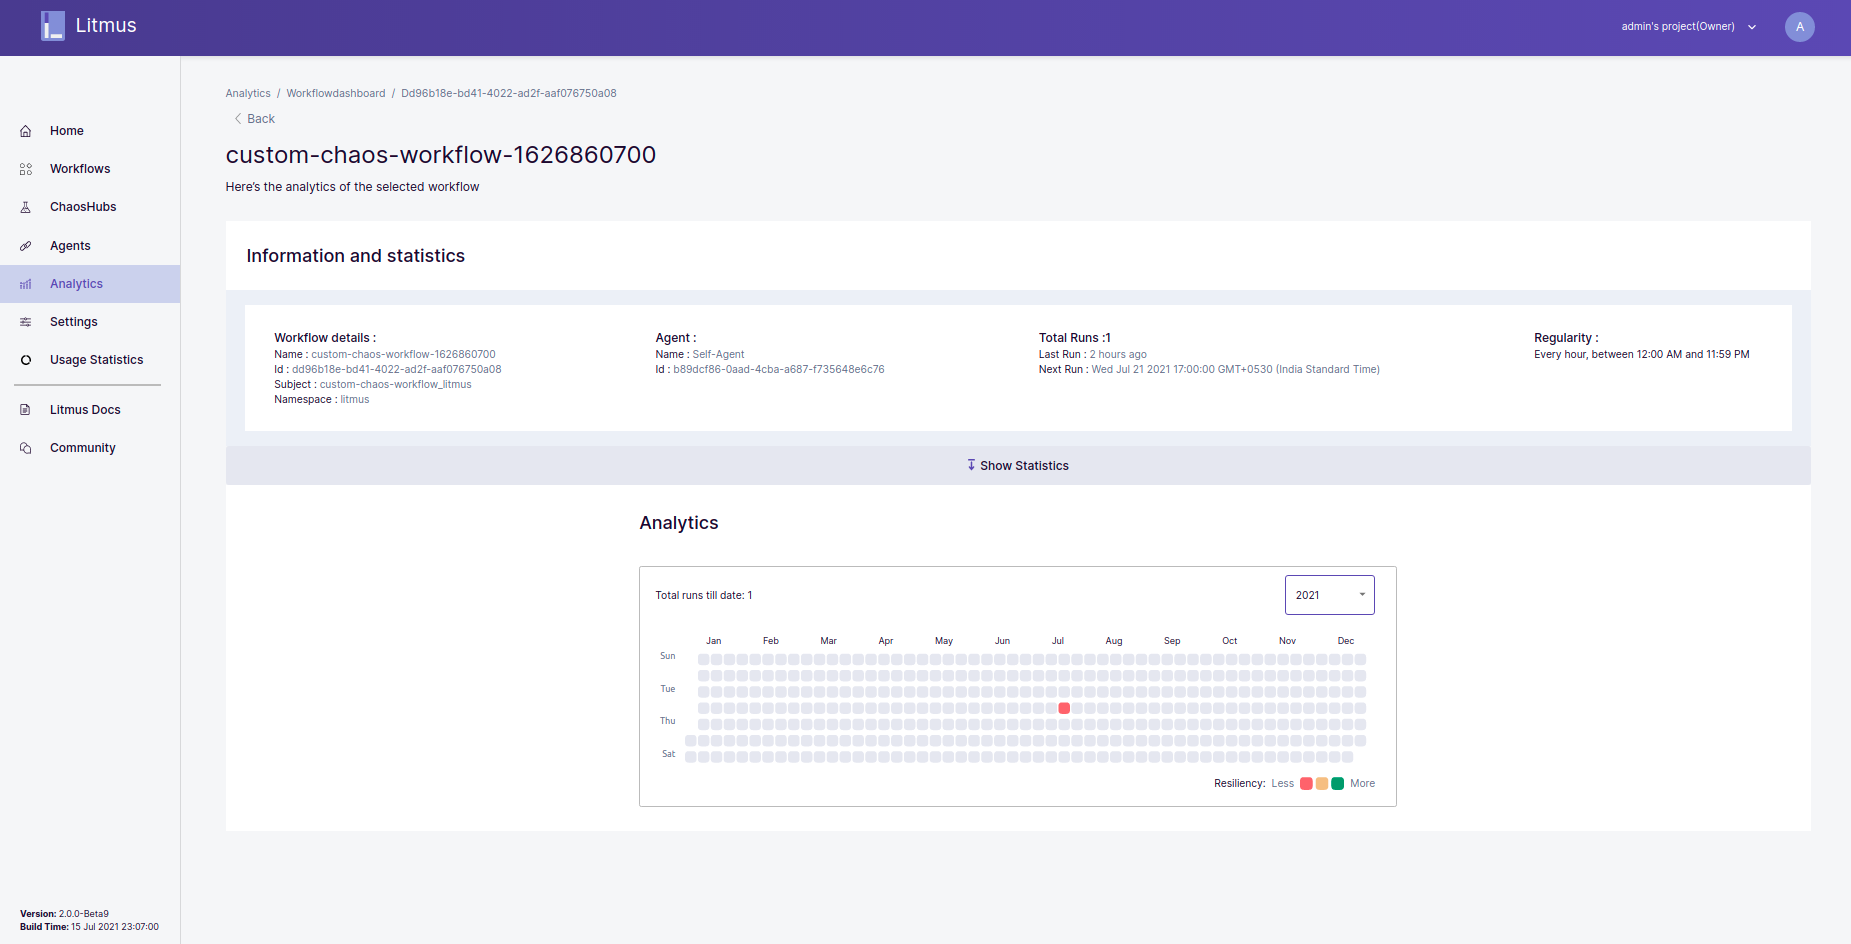 Litmus
admin's project(Owner)
A
Home
Workflows
ChaosHubs
Agents
Analytics
Settings
Usage Statistics
Litmus Docs
Community
Version: 2.0.0-Beta9
Build Time: 15 Jul 2021 23:07:00
Analytics / Workflowdashboard / Dd96b18e-bd41-4022-ad2f-aaf076750a08
Back
custom-chaos-workflow-1626860700
Here's the analytics of the selected workflow
Information and statistics
Workflow details :
Name : custom-chaos-workflow-1626860700
Id : dd96b18e-bd41-4022-ad2f-aaf076750a08
Subject : custom-chaos-workflow_litmus
Namespace : litmus
Agent :
Name : Self-Agent
Id : b89dcf86-0aad-4cba-a687-f735648e6c76
Total Runs :1
Last Run : 2 hours ago
Next Run : Wed Jul 21 2021 17:00:00 GMT+0530 (India Standard Time)
Regularity :
Every hour, between 12:00 AM and 11:59 PM
Show Statistics
Analytics
Total runs till date: 1
2021
Jan Feb Mar Apr May Jun Jul Aug Sep Oct Nov Dec
Sun
Tue
Thu
Sat
Resiliency: Less More